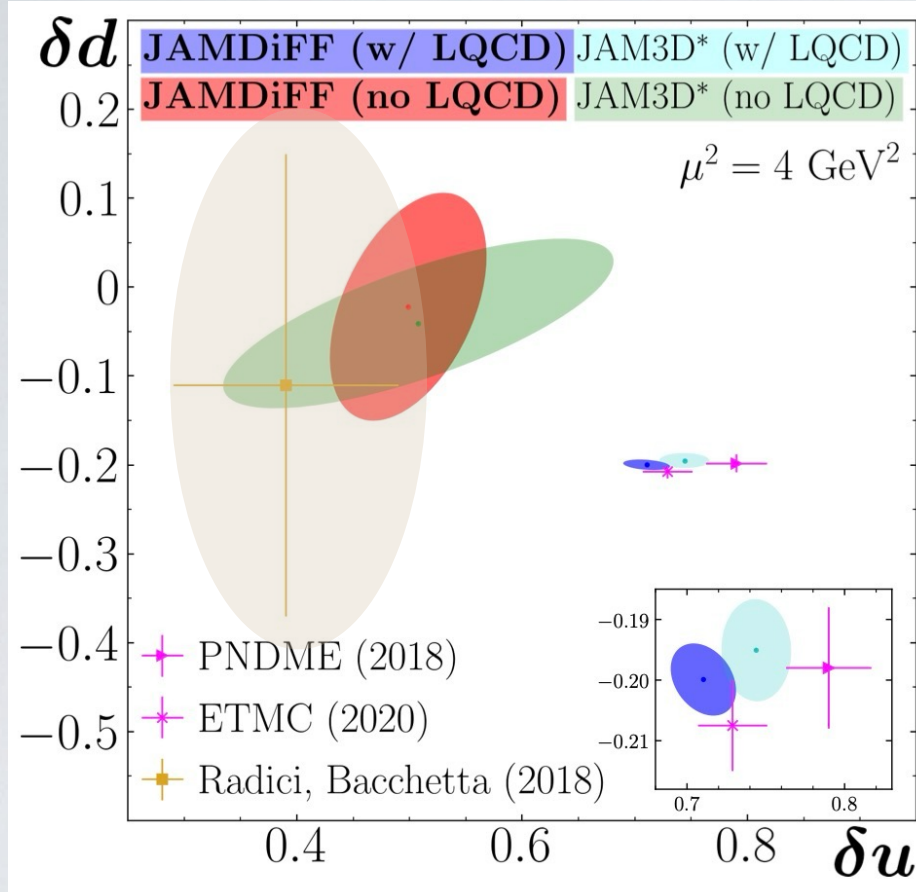 δd
JAMDiFF (w/ LQCD) JAM3D* (w/ LQCD)
JAMDiFF (no LQCD) JAM3D* (no LQCD)
μ² = 4 GeV²
0.2
0.1
0
−0.1
−0.2
−0.3
−0.4
−0.5
PNDME (2018)
ETMC (2020)
Radici, Bacchetta (2018)
−0.19
−0.20
−0.21
0.7 0.8
0.4 0.6 0.8 δu